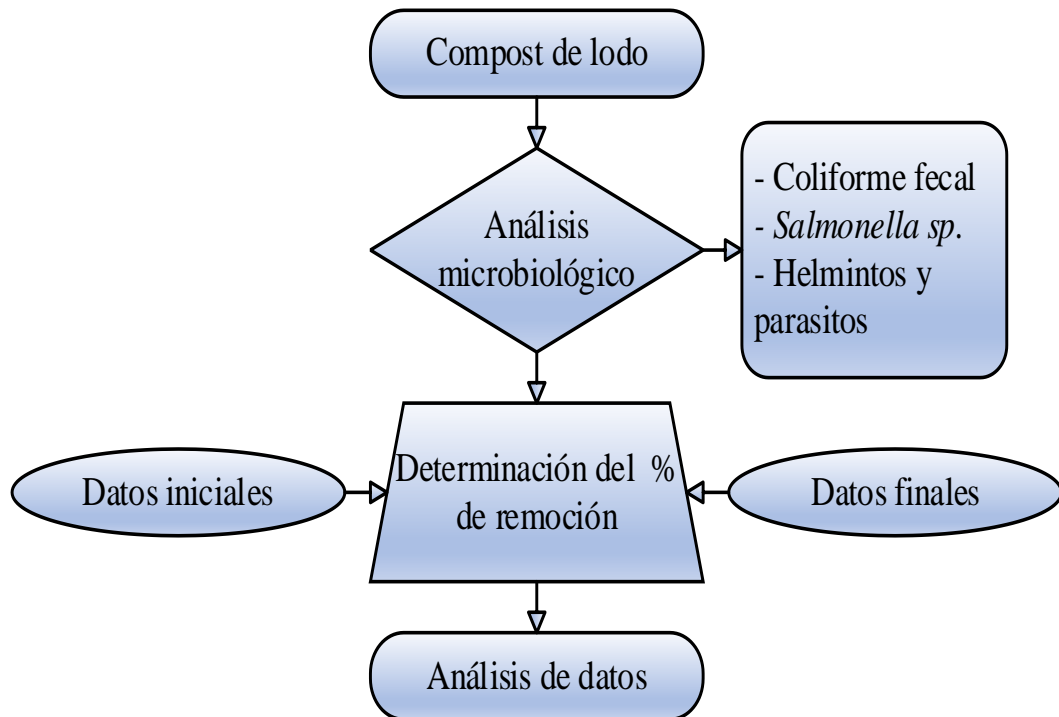 Compost de lodo
Análisis
microbiológico
- Coliforme fecal
- Salmonella sp.
- Helmintos y
parasitos
Datos iniciales
Determinación del %
de remoción
Datos finales
Análisis de datos